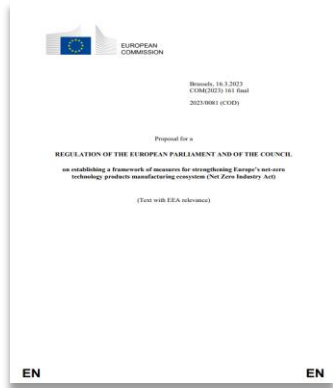 EUROPEAN
COMMISSION
Brussels, 16.3.2023
COM(2023) 161 final
2023/0081 (COD)
Proposal for a
REGULATION OF THE EUROPEAN PARLIAMENT AND OF THE COUNCIL
on establishing a framework of measures for strengthening Europe's net-zero
technology products manufacturing ecosystem (Net Zero Industry Act)
(Text with EEA relevance)
EN
EN